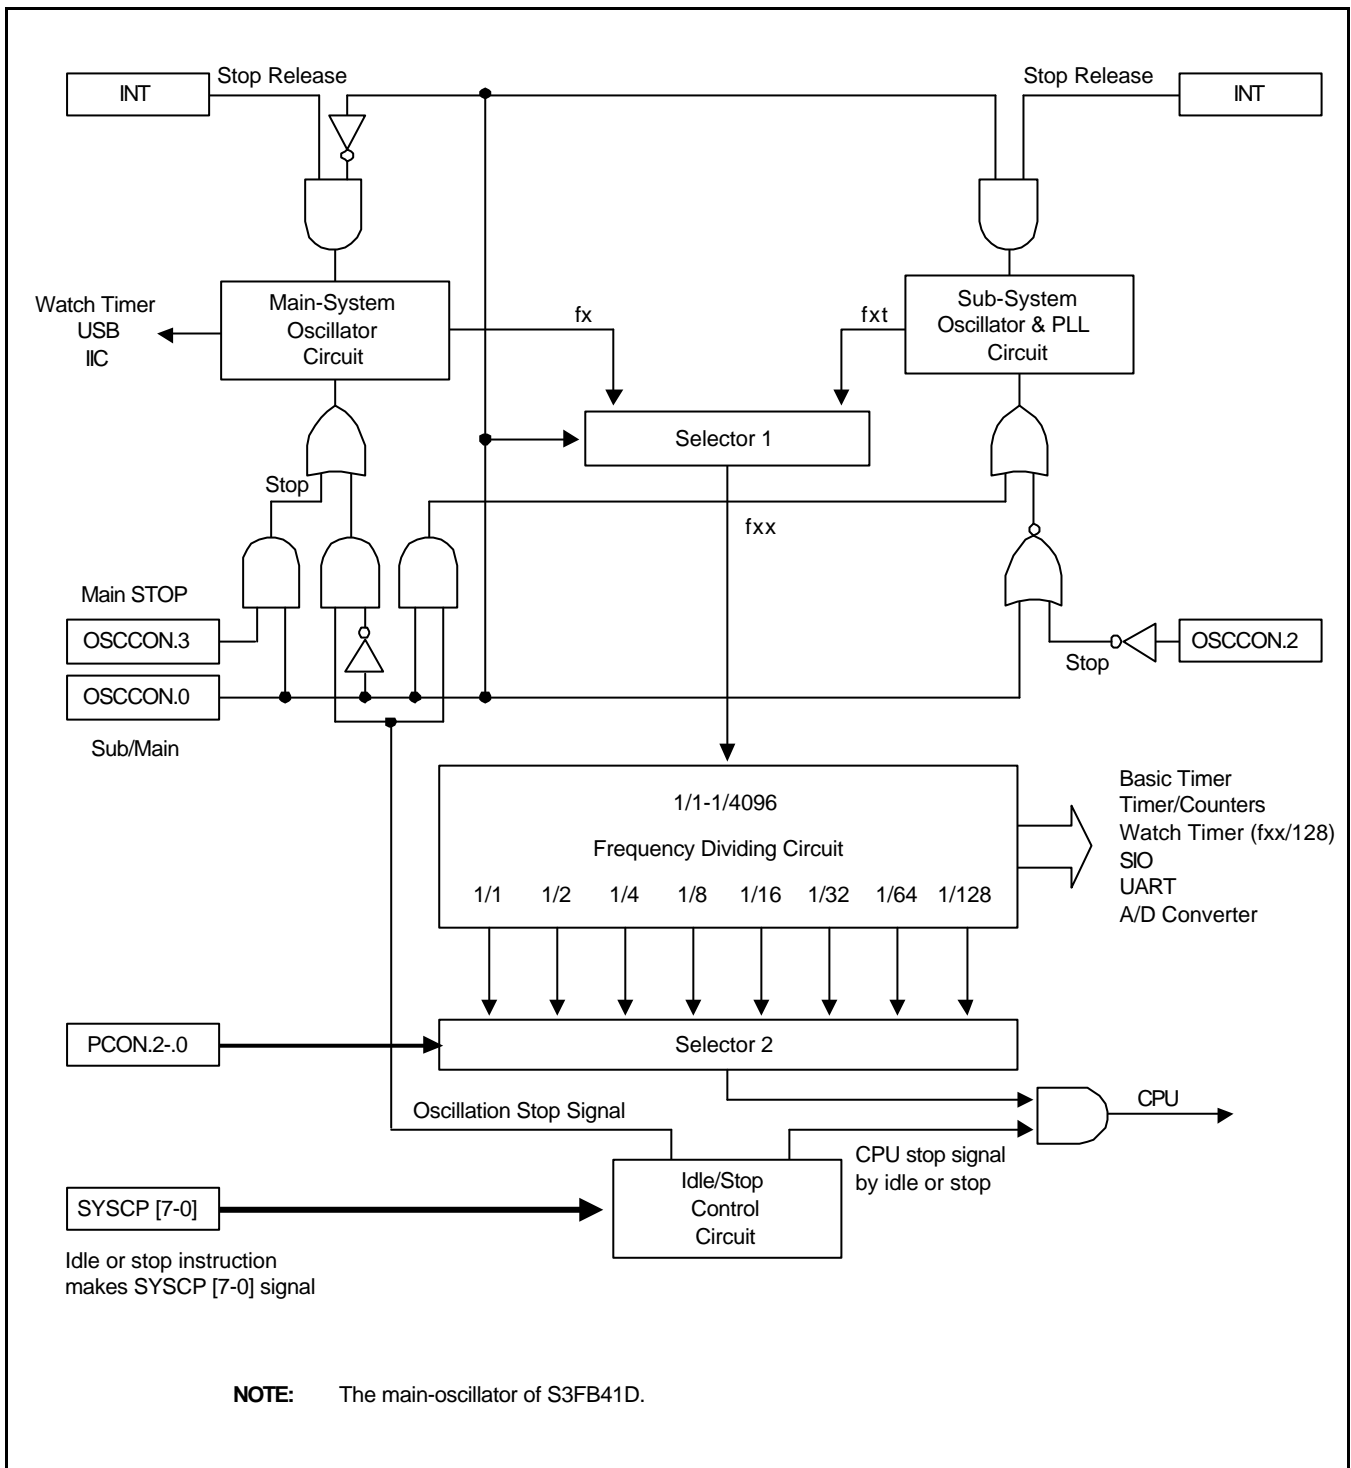 Stop Release
Stop Release
INT
INT
Main-System
Oscillator
Circuit
Sub-System
Oscillator & PLL
Circuit
Watch Timer
USB
IIC
fx
fxt
Selector 1
Stop
fxx
Main STOP
OSCCON.3
OSCCON.2
Stop
OSCCON.0
Sub/Main
1/1-1/4096
Frequency Dividing Circuit
1/1 1/2 1/4 1/8 1/16 1/32 1/64 1/128
Basic Timer
Timer/Counters
Watch Timer (fxx/128)
SIO
UART
A/D Converter
PCON.2-.0
Selector 2
CPU
Oscillation Stop Signal
CPU stop signal
by idle or stop
Idle/Stop
Control
Circuit
SYSCP [7-0]
Idle or stop instruction
makes SYSCP [7-0] signal
NOTE: The main-oscillator of S3FB41D.